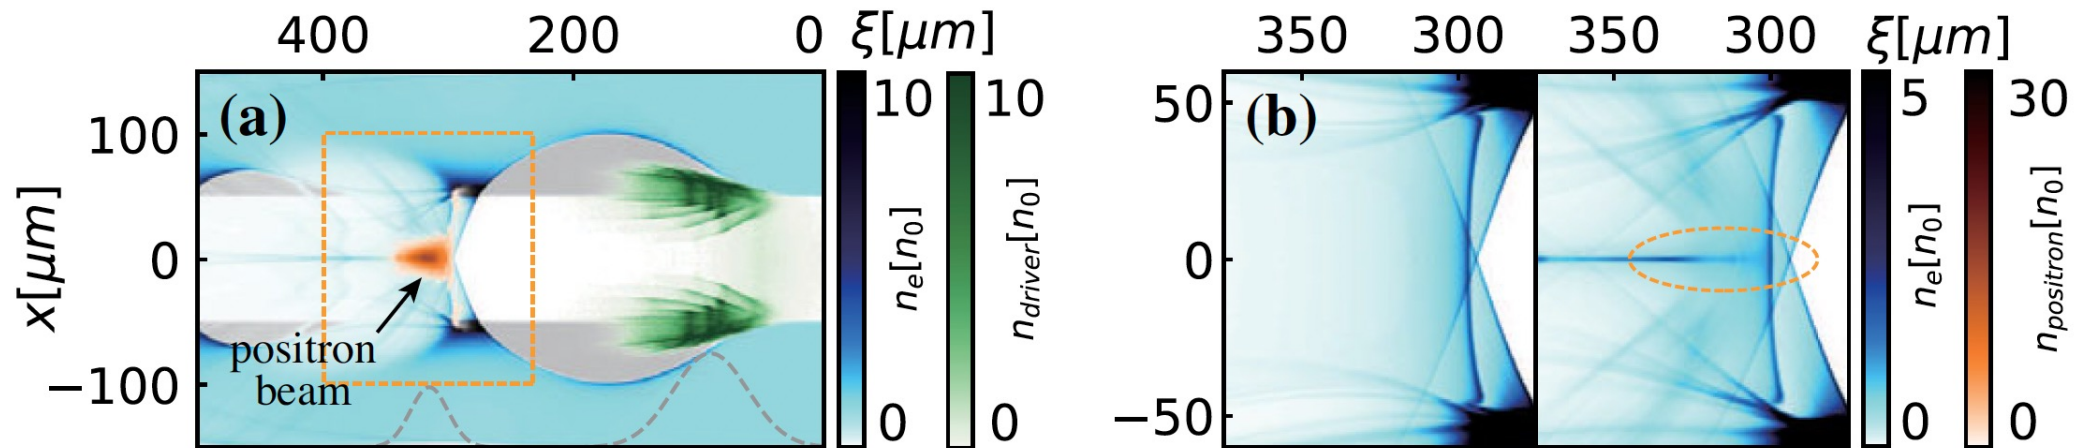 400 200 0 ξ[μm]
(a)
100
0
−100
x[μm]
positron
beam
10
0
n_e[n_0]
10
0
n_driver[n_0]
350 300 350 300 ξ[μm]
(b)
50
0
−50
5
0
n_e[n_0]
30
0
n_positron[n_0]